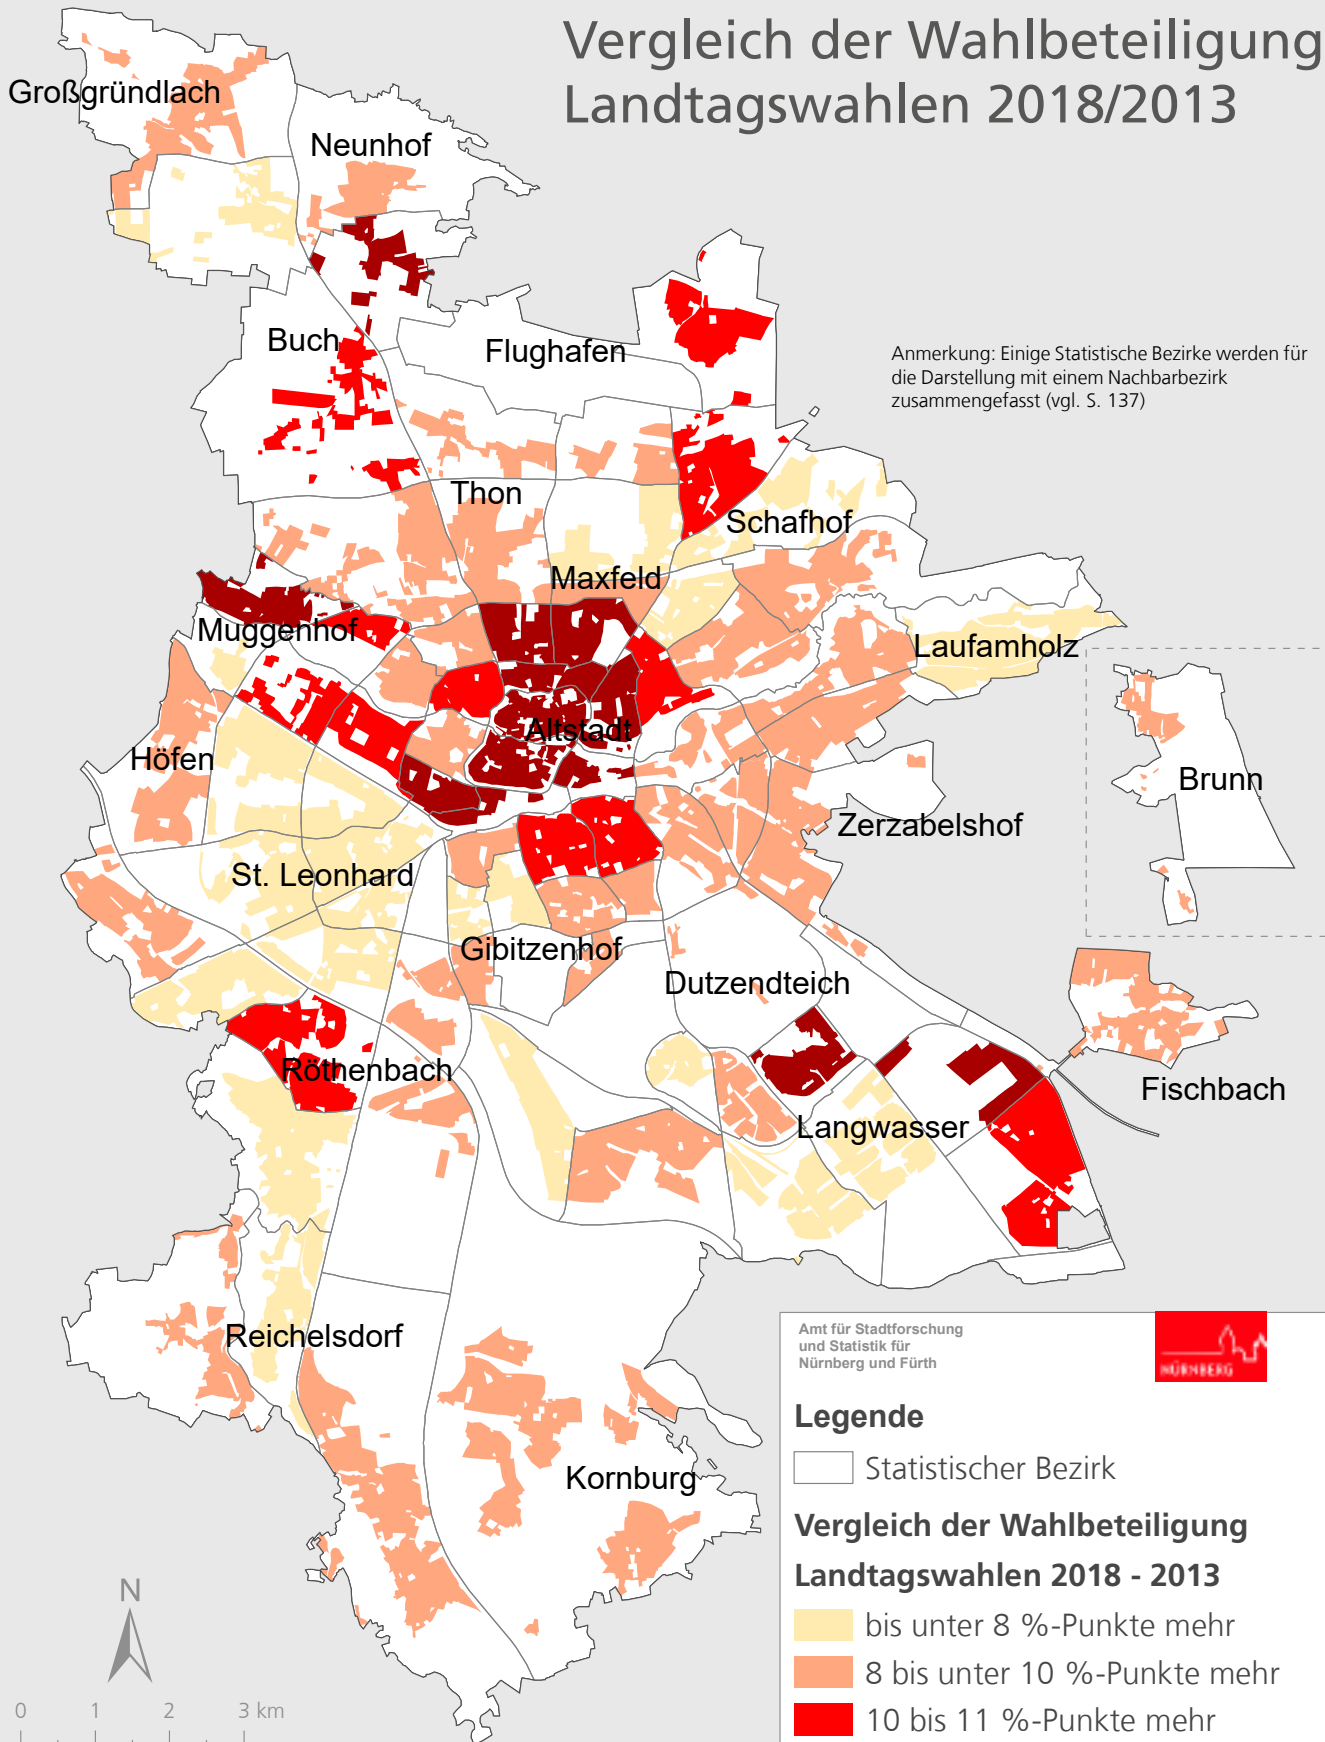 Vergleich der Wahlbeteiligung
Landtagswahlen 2018/2013
Großgründlach
Neunhof
Buch
Flughafen
Anmerkung: Einige Statistische Bezirke werden für
die Darstellung mit einem Nachbarbezirk
zusammengefasst (vgl. S. 137)
Thon
Schafhof
Maxfeld
Muggenhof
Laufamholz
Altstadt
Höfen
Brunn
Zerzabelshof
St. Leonhard
Gibitzenhof
Dutzendteich
Röthenbach
Fischbach
Langwasser
Reichelsdorf
Kornburg
Amt für Stadtforschung
und Statistik für
Nürnberg und Fürth
NÜRNBERG
Legende
Statistischer Bezirk
Vergleich der Wahlbeteiligung
Landtagswahlen 2018 - 2013
bis unter 8 %-Punkte mehr
8 bis unter 10 %-Punkte mehr
10 bis 11 %-Punkte mehr
N
0 1 2 3 km